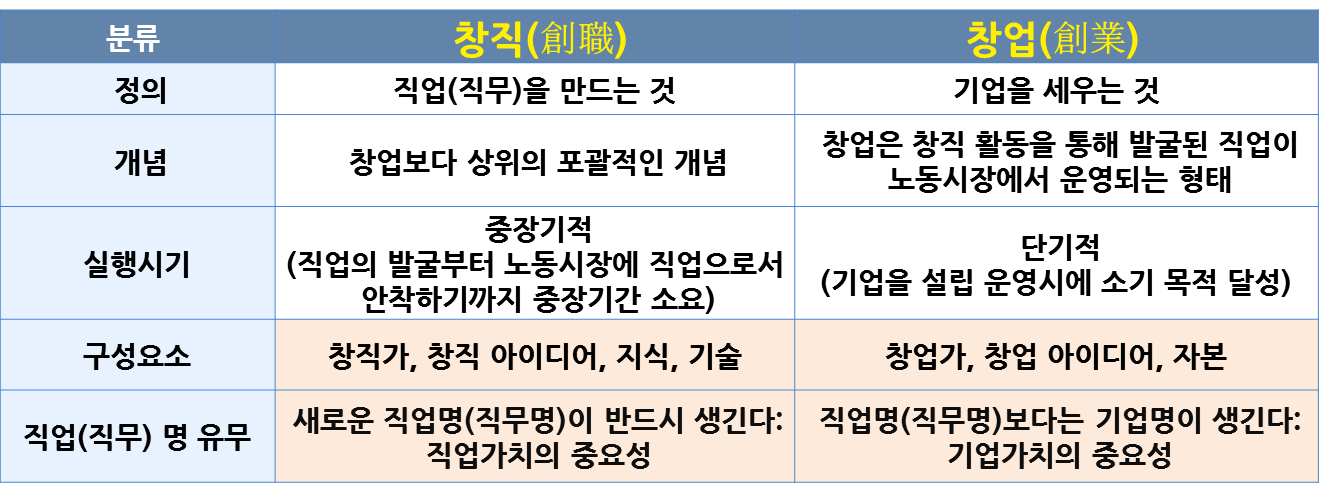 분류
창직(創職)
창업(創業)
정의
직업(직무)을 만드는 것
기업을 세우는 것
개념
창업보다 상위의 포괄적인 개념
창업은 창직 활동을 통해 발굴된 직업이
노동시장에서 운영되는 형태
실행시기
중장기적
(직업의 발굴부터 노동시장에 직업으로서
안착하기까지 중장기간 소요)
단기적
(기업을 설립 운영시에 소기 목적 달성)
구성요소
창직가, 창직 아이디어, 지식, 기술
창업가, 창업 아이디어, 자본
직업(직무) 명 유무
새로운 직업명(직무명)이 반드시 생긴다:
직업가치의 중요성
직업명(직무명)보다는 기업명이 생긴다:
기업가치의 중요성